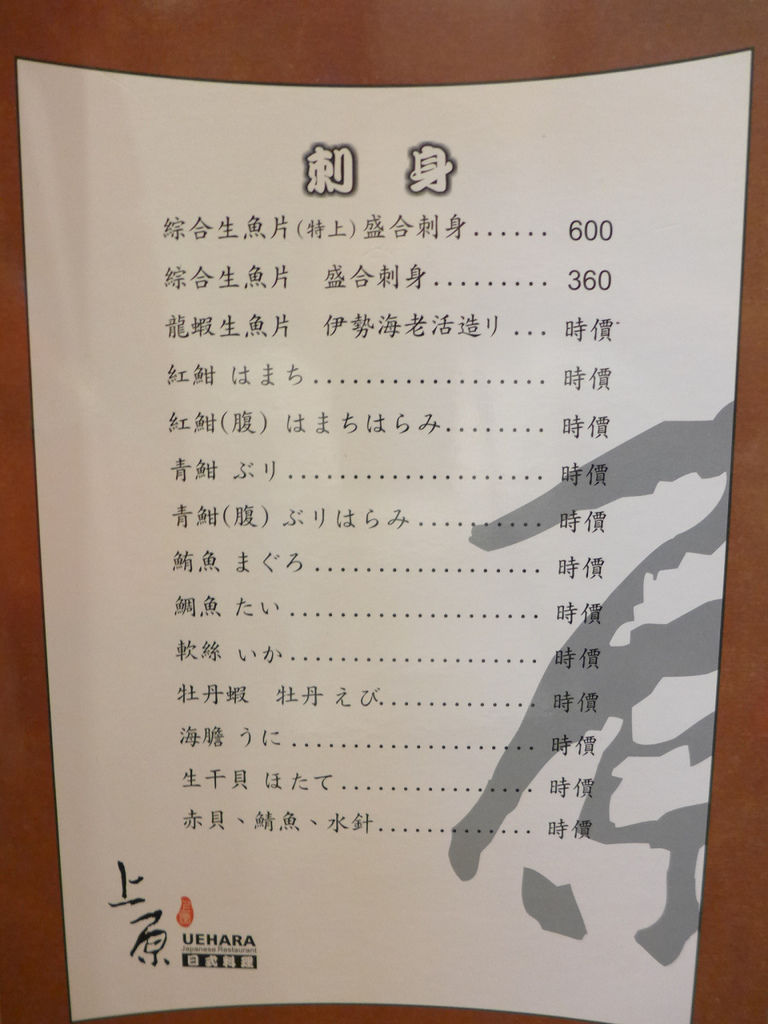 刺 身
綜合生魚片(特上)盛合刺身...... 600
綜合生魚片 盛合刺身......... 360
龍蝦生魚片 伊勢海老活造り... 時價
紅魽 はまち................... 時價
紅魽(腹) はまちはらみ........ 時價
青魽 ぶり..................... 時價
青魽(腹) ぶりはらみ........... 時價
鮪魚 まぐろ................... 時價
鯛魚 たい.................... 時價
軟絲 いか.................... 時價
牡丹蝦 牡丹えび............. 時價
海膽 うに.................... 時價
生干貝 ほたて................ 時價
赤貝、鯖魚、水針............. 時價
上原
UEHARA
Japanese Restaurant
日式料理